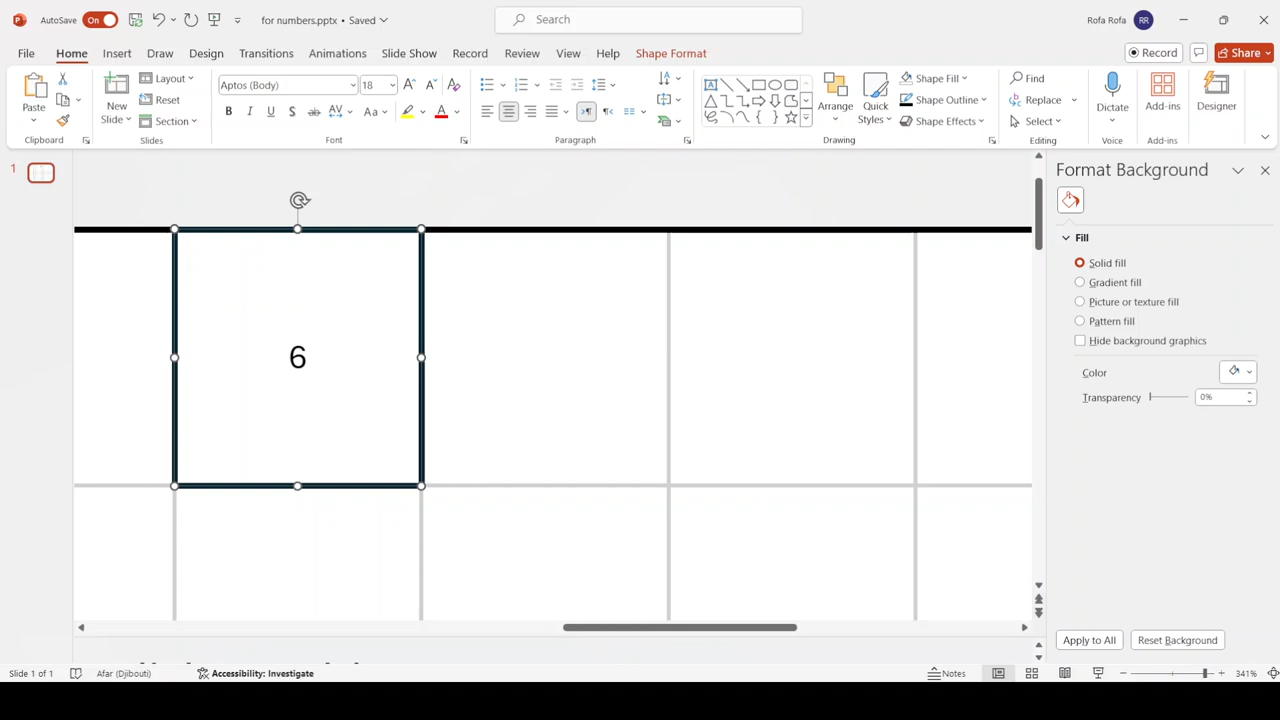 AutoSave On for numbers.pptx • Saved Search Rofa Rofa RR
File Home Insert Draw Design Transitions Animations Slide Show Record Review View Help Shape Format Record Share
Paste New Slide Layout Reset Section Aptos (Body) 18 Arrange Quick Styles Shape Fill Shape Outline Shape Effects Find Replace Select Dictate Add-ins Designer
Clipboard Slides Font Paragraph Drawing Editing Voice Add-ins
1
Format Background
Fill
Solid fill
Gradient fill
Picture or texture fill
Pattern fill
Hide background graphics
Color
Transparency 0%
6
Apply to All Reset Background
Slide 1 of 1 Afar (Djibouti) Accessibility: Investigate Notes 341%